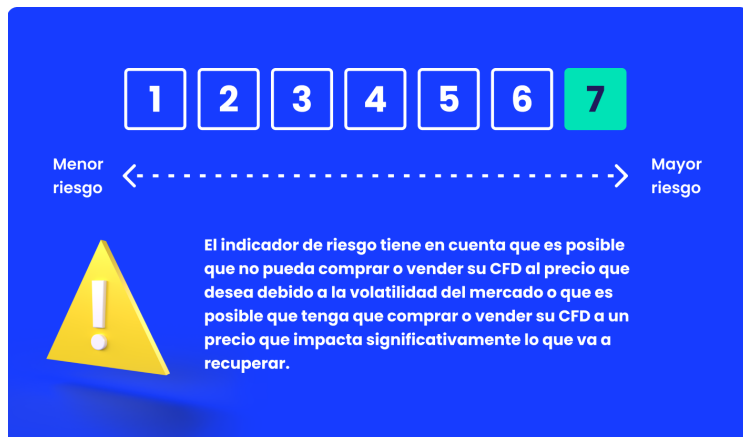 1 2 3 4 5 6 7
Menor
riesgo
Mayor
riesgo
El indicador de riesgo tiene en cuenta que es posible
que no pueda comprar o vender su CFD al precio que
desea debido a la volatilidad del mercado o que es
posible que tenga que comprar o vender su CFD a un
precio que impacta significativamente lo que va a
recuperar.